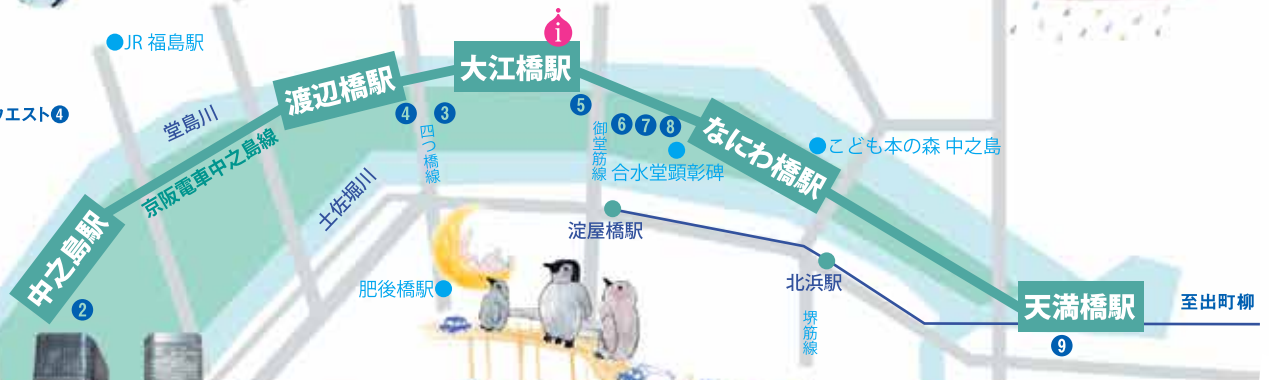 JR 福島駅
大江橋駅
i
渡辺橋駅
ウエスト4
堂島川
京阪電車中之島線
土佐堀川
4
3
四つ橋線
5
御堂筋線
6 7 8
合水堂顕彰碑
なにわ橋駅
こども本の森 中之島
中之島駅
2
淀屋橋駅
肥後橋駅
北浜駅
堺筋線
天満橋駅
至出町柳
9